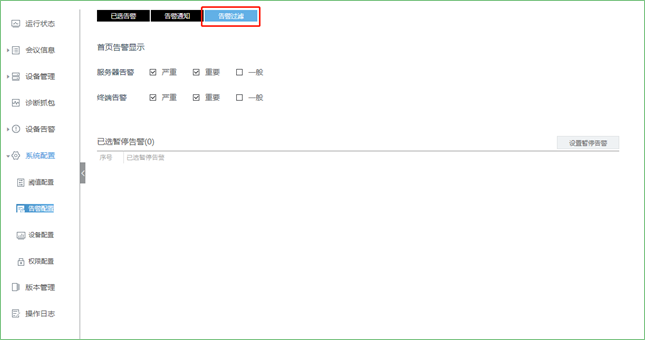 运行状态
会议信息
设备管理
诊断抓包
设备告警
系统配置
阈值配置
告警配置
设备配置
权限配置
版本管理
操作日志
已选告警 告警通知 告警过滤
首页告警显示
服务器告警 严重 重要 一般
终端告警 严重 重要 一般
已选暂停告警(0) 设置暂停告警
序号 已选暂停告警